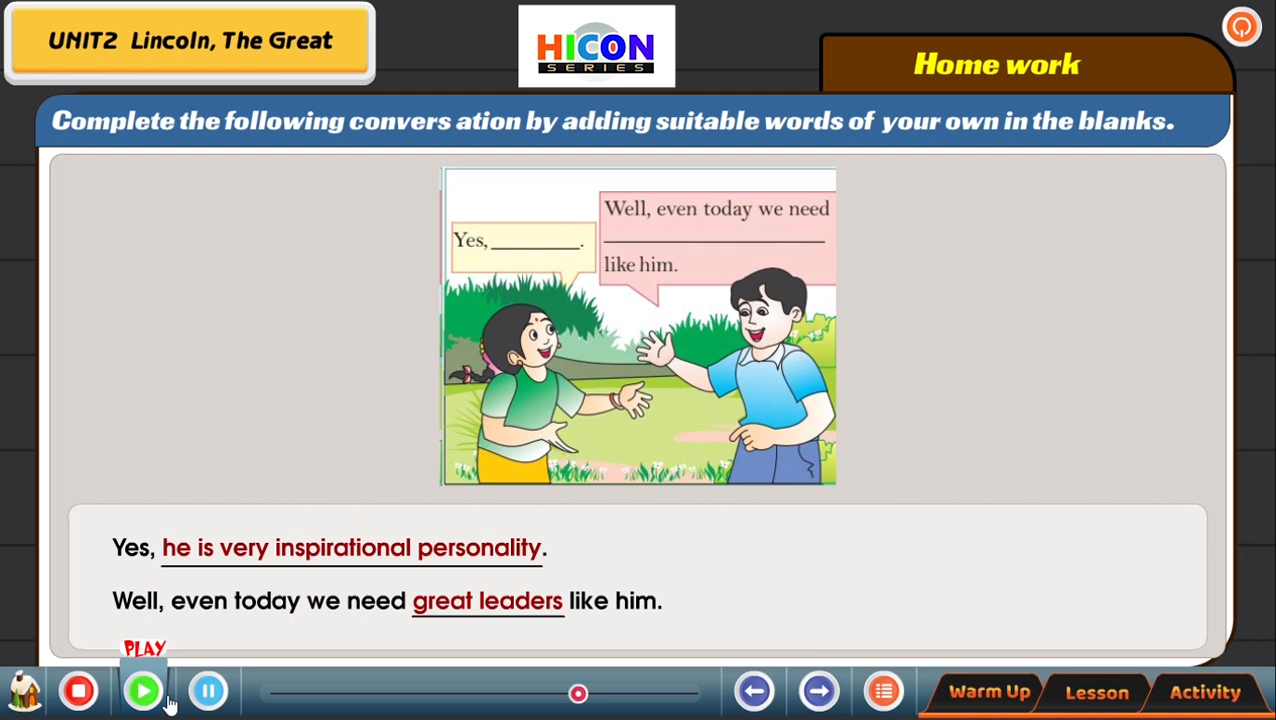 UNIT2 Lincoln, The Great
HICON
SERIES
Home work
Complete the following convers ation by adding suitable words of your own in the blanks.
Yes, ________.
Well, even today we need
____________________
like him.
Yes, he is very inspirational personality.
Well, even today we need great leaders like him.
PLAY
Warm Up
Lesson
Activity